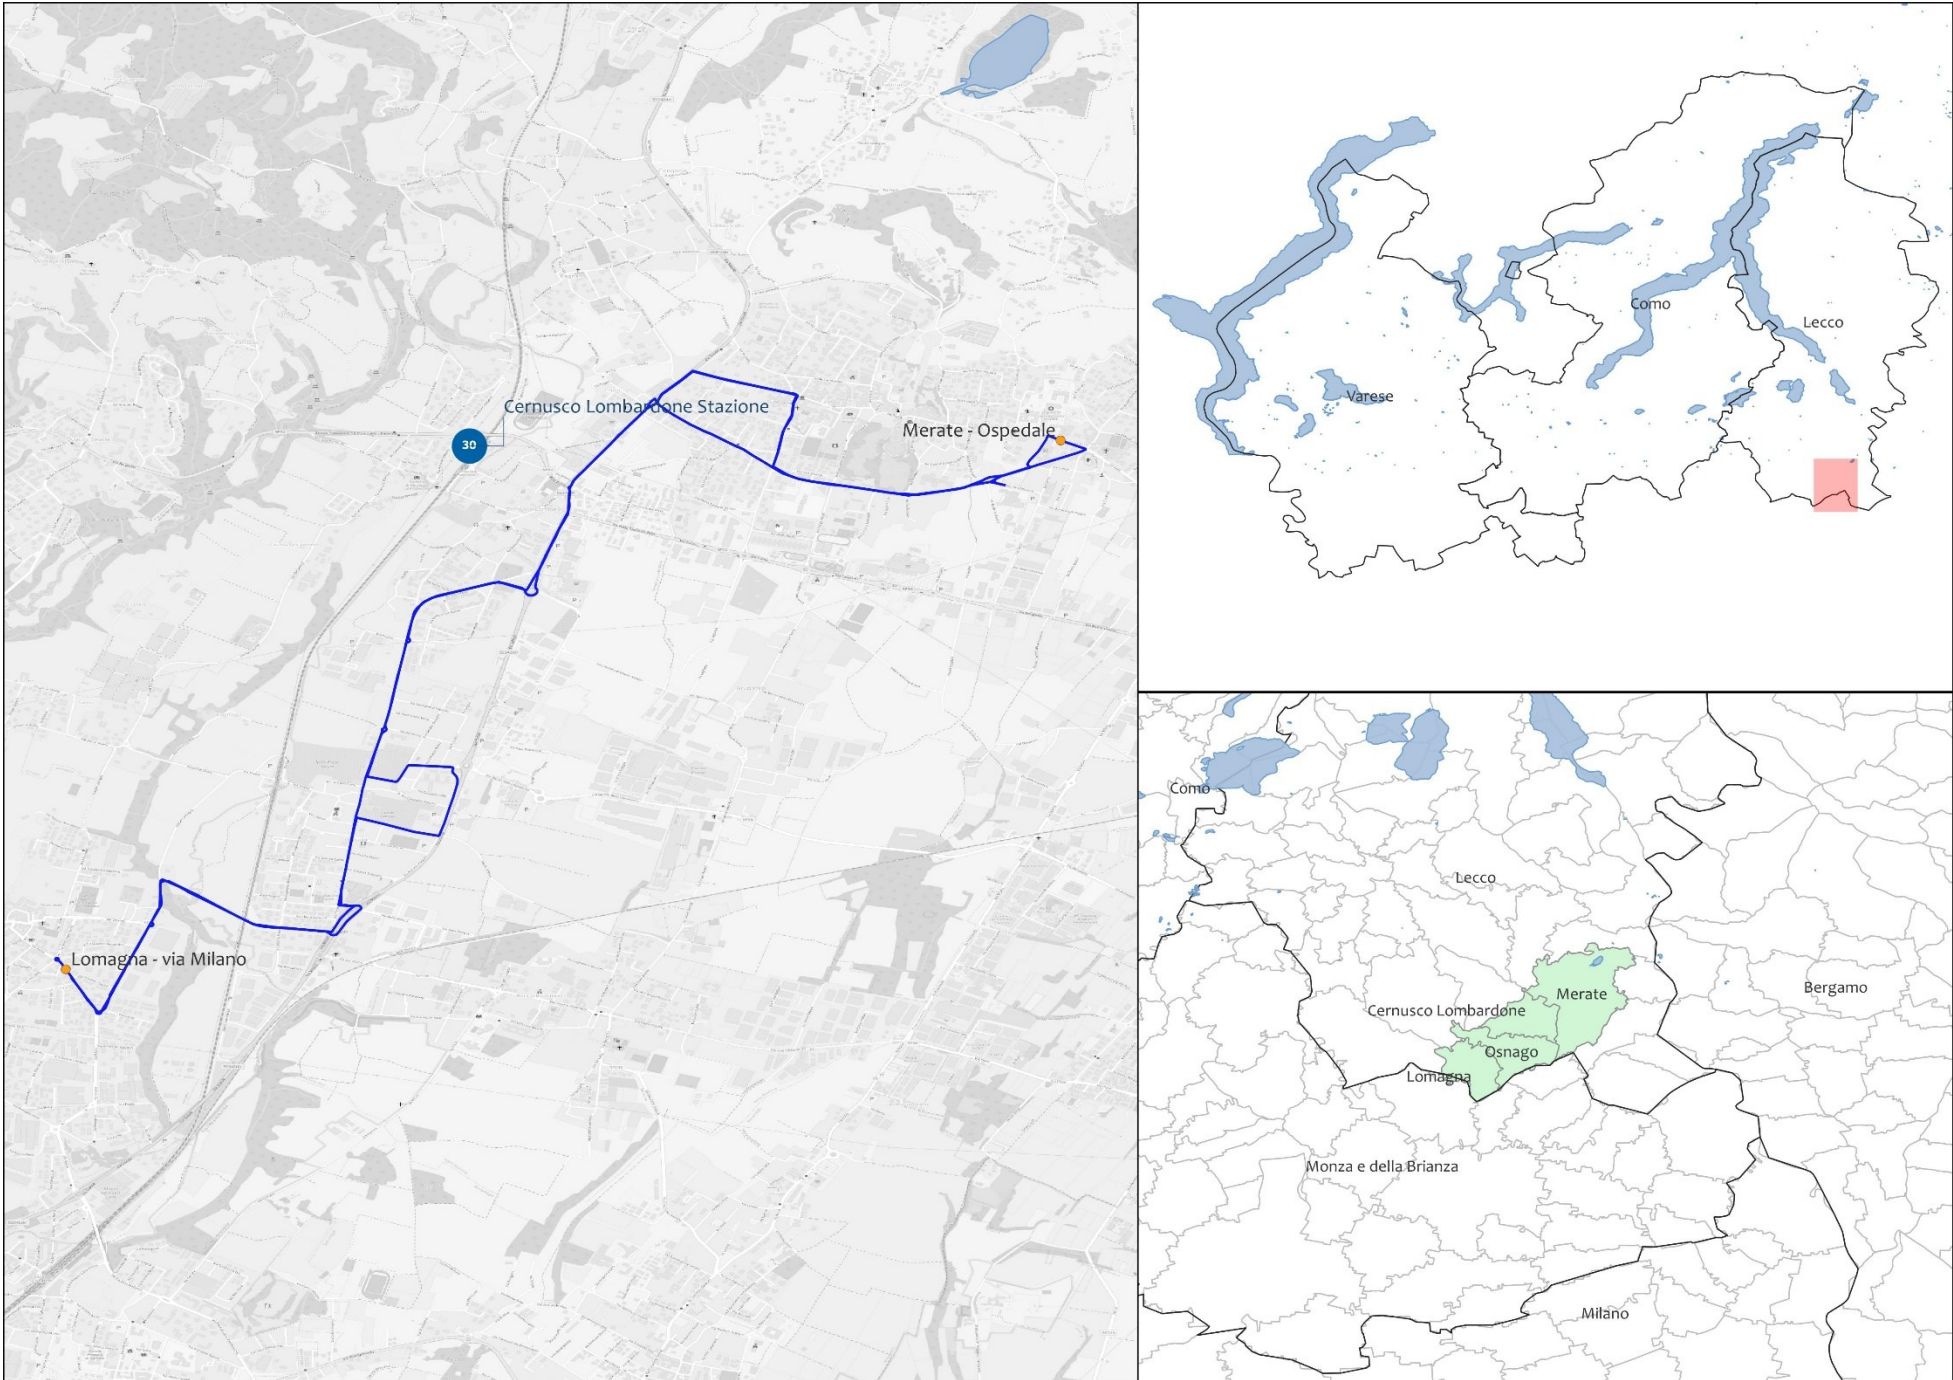 Cernusco Lombardone Stazione
30
Merate - Ospedale
Lomagna - via Milano
Como
Lecco
Varese
Como
Lecco
Bergamo
Merate
Cernusco Lombardone
Osnago
Lomagna
Monza e della Brianza
Milano